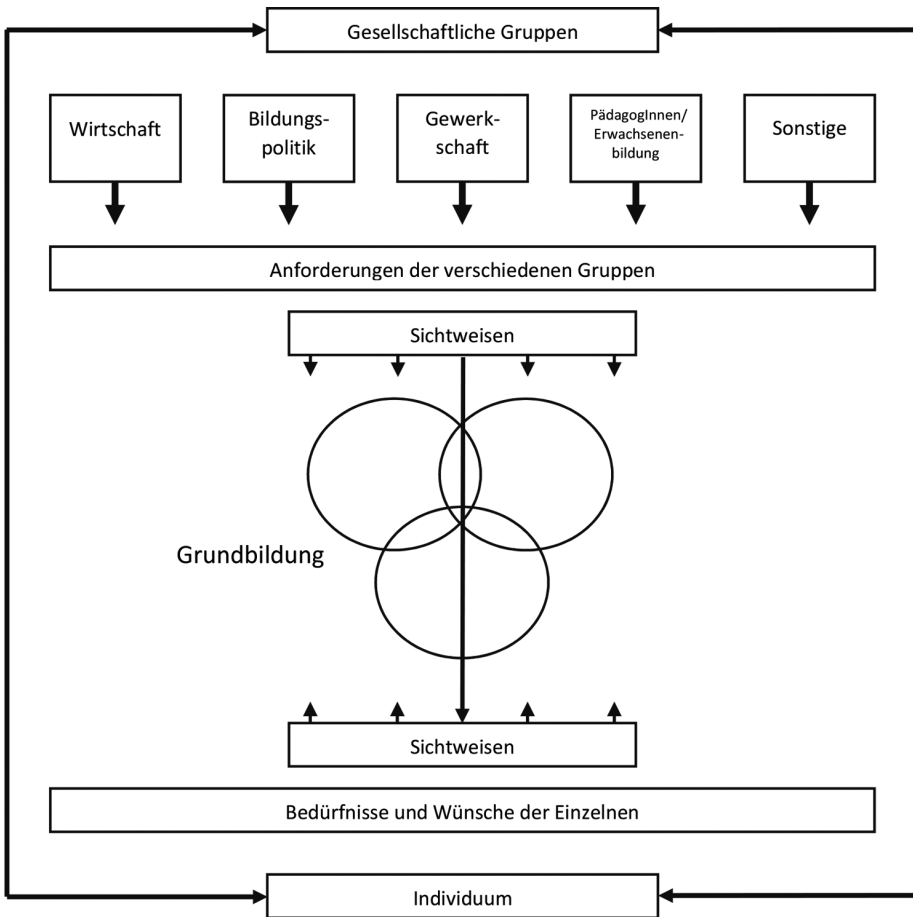 Gesellschaftliche Gruppen
Wirtschaft
Bildungs-
politik
Gewerk-
schaft
PädagogInnen/
Erwachsenen-
bildung
Sonstige
Anforderungen der verschiedenen Gruppen
Sichtweisen
Grundbildung
Sichtweisen
Bedürfnisse und Wünsche der Einzelnen
Individuum